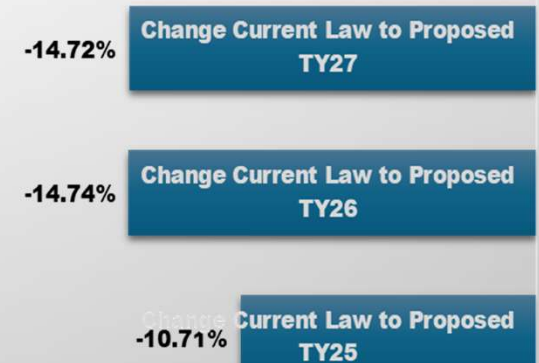 Change Current Law to Proposed
-14.72%
TY27
Change Current Law to Proposed
-14.74%
TY26
Change Current Law to Proposed
-10.71%
TY25